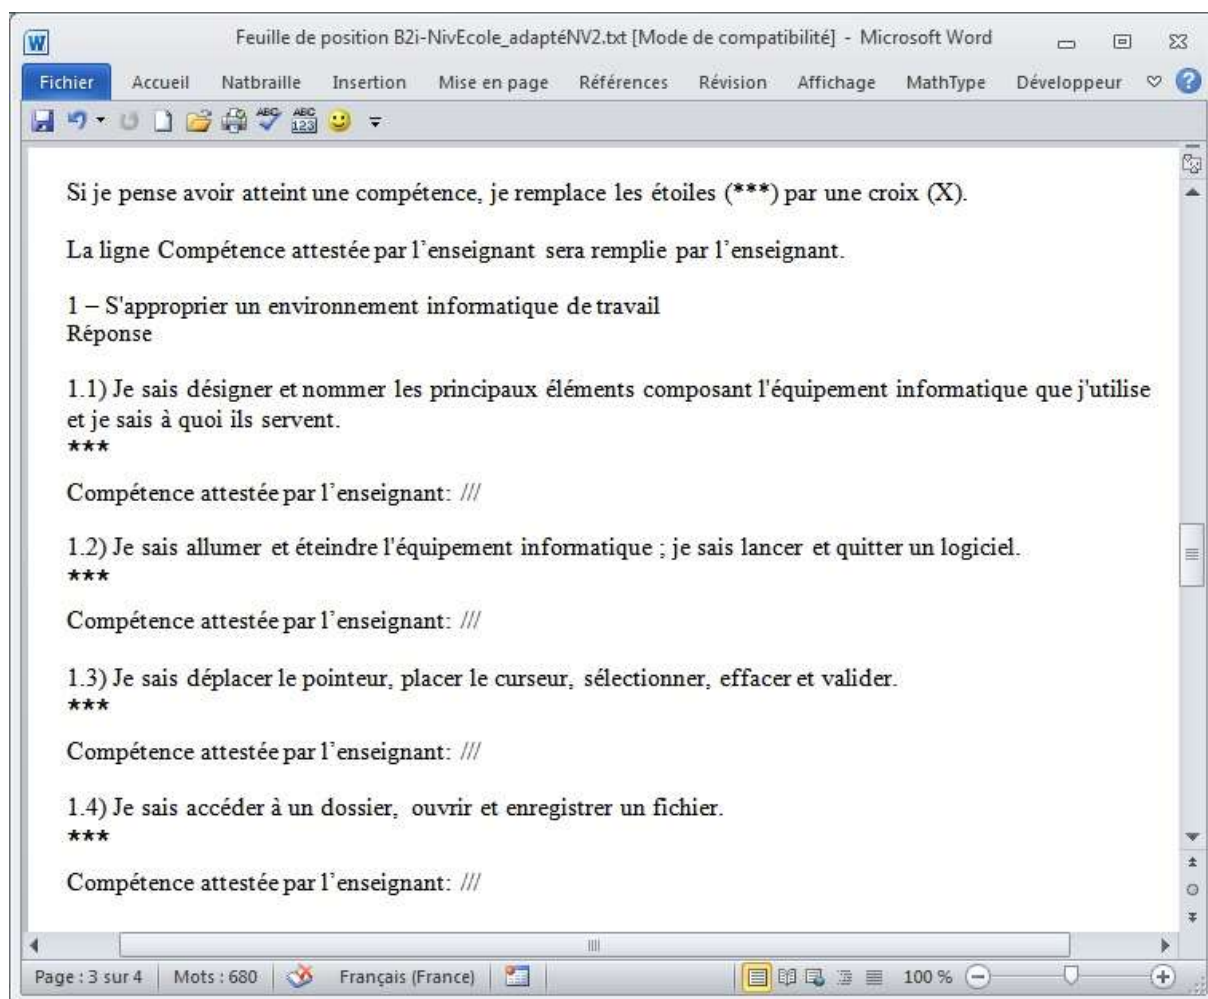 Feuille de position B2i-NivEcole_adaptéNV2.txt [Mode de compatibilité] - Microsoft Word
Fichier Accueil Natbraille Insertion Mise en page Références Révision Affichage MathType Développeur
Si je pense avoir atteint une compétence, je remplace les étoiles (***) par une croix (X).
La ligne Compétence attestée par l’enseignant sera remplie par l’enseignant.
1 – S'approprier un environnement informatique de travail
Réponse
1.1) Je sais désigner et nommer les principaux éléments composant l'équipement informatique que j'utilise
et je sais à quoi ils servent.
***
Compétence attestée par l’enseignant: ///
1.2) Je sais allumer et éteindre l'équipement informatique ; je sais lancer et quitter un logiciel.
***
Compétence attestée par l’enseignant: ///
1.3) Je sais déplacer le pointeur, placer le curseur, sélectionner, effacer et valider.
***
Compétence attestée par l’enseignant: ///
1.4) Je sais accéder à un dossier, ouvrir et enregistrer un fichier.
***
Compétence attestée par l’enseignant: ///
Page : 3 sur 4 Mots : 680 Français (France) 100 %